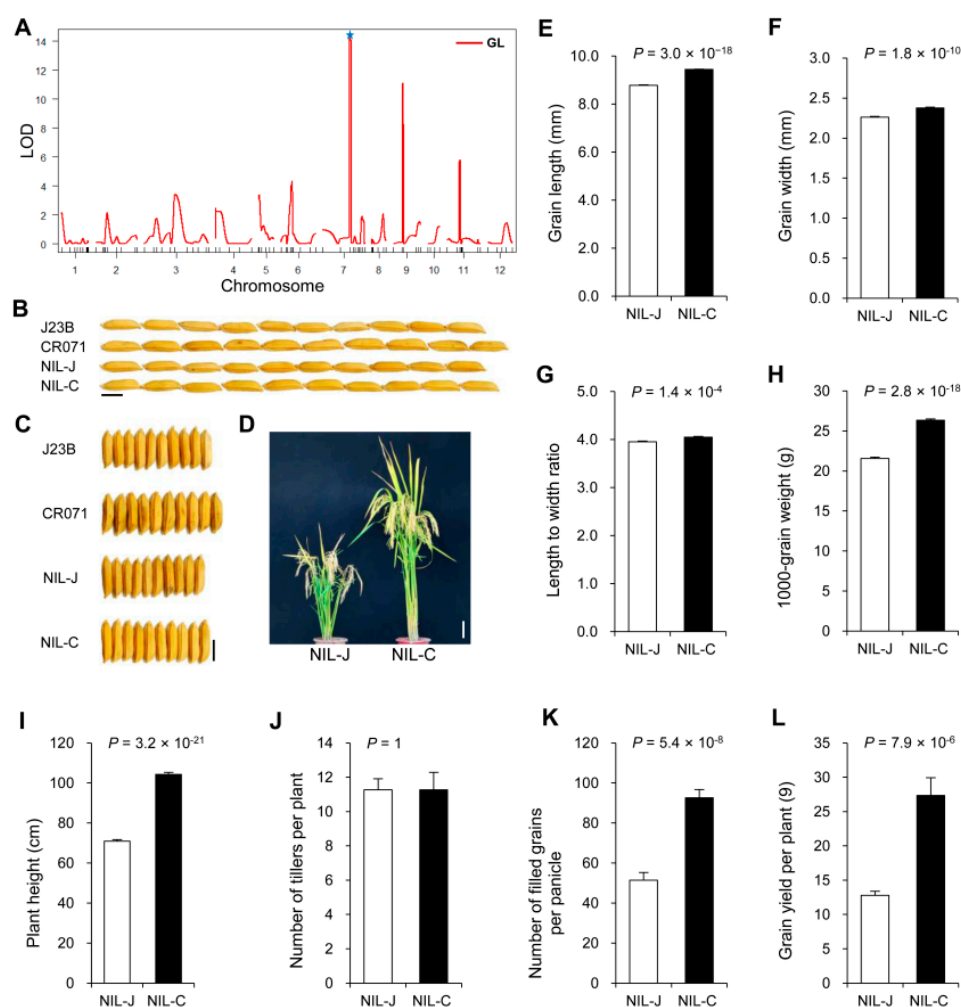 A
14
12
10
8
6
4
2
0
LOD
GL
1 2 3 4 5 6 7 8 9 10 11 12
Chromosome
B
J23B
CR071
NIL-J
NIL-C
C
J23B
CR071
NIL-J
NIL-C
D
NIL-J NIL-C
E
P = 3.0 × 10⁻¹⁸
Grain length (mm)
10.0
8.0
6.0
4.0
2.0
0.0
NIL-J NIL-C
F
P = 1.8 × 10⁻¹⁰
Grain width (mm)
3.0
2.5
2.0
1.5
1.0
0.5
0.0
NIL-J NIL-C
G
P = 1.4 × 10⁻⁴
Length to width ratio
5.0
4.0
3.0
2.0
1.0
0.0
NIL-J NIL-C
H
P = 2.8 × 10⁻¹⁸
1000-grain weight (g)
30
25
20
15
10
5
0
NIL-J NIL-C
I
P = 3.2 × 10⁻²¹
Plant height (cm)
120
100
80
60
40
20
0
NIL-J NIL-C
J
P = 1
Number of tillers per plant
14
12
10
8
6
4
2
0
NIL-J NIL-C
K
P = 5.4 × 10⁻⁸
Number of filled grains
per panicle
120
100
80
60
40
20
0
NIL-J NIL-C
L
P = 7.9 × 10⁻⁶
Grain yield per plant (9)
35
30
25
20
15
10
5
0
NIL-J NIL-C